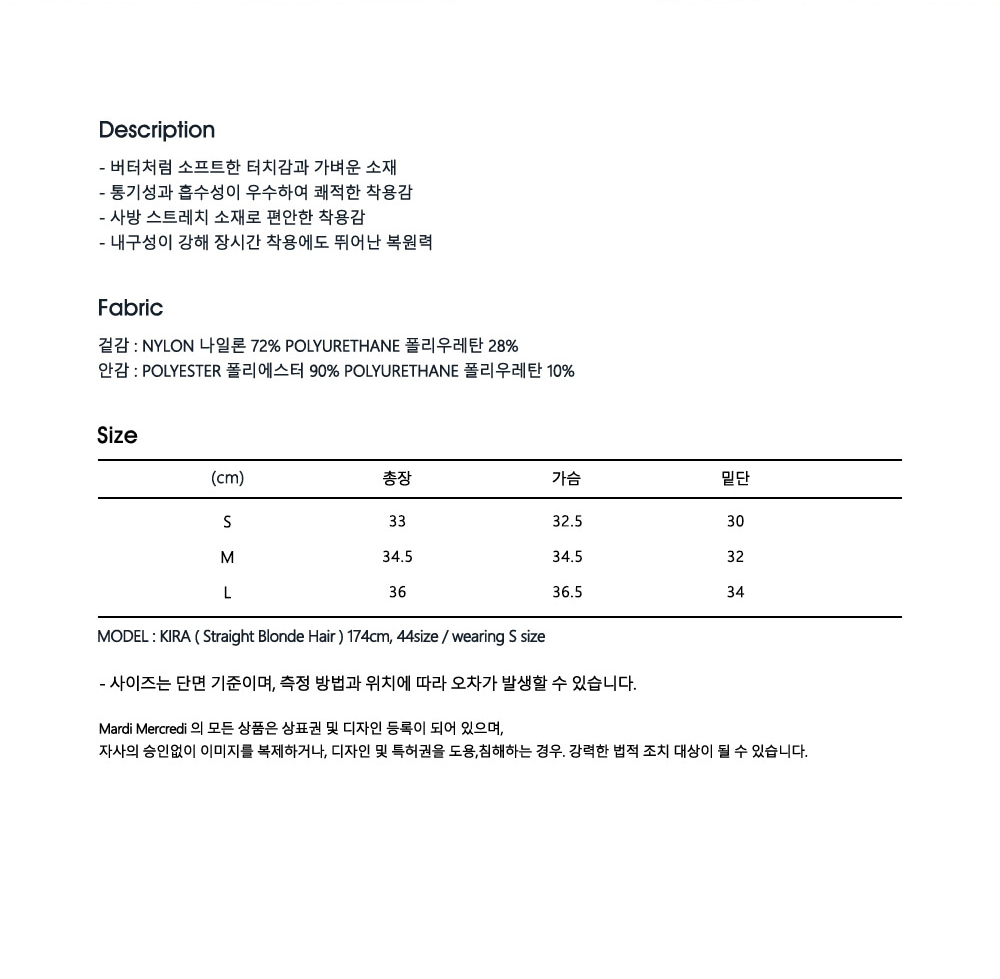 Description
- 버터처럼 소프트한 터치감과 가벼운 소재
- 통기성과 흡수성이 우수하여 쾌적한 착용감
- 사방 스트레치 소재로 편안한 착용감
- 내구성이 강해 장시간 착용에도 뛰어난 복원력
Fabric
겉감 : NYLON 나일론 72% POLYURETHANE 폴리우레탄 28%
안감 : POLYESTER 폴리에스터 90% POLYURETHANE 폴리우레탄 10%
Size
(cm) 총장 가슴 밑단
S 33 32.5 30
M 34.5 34.5 32
L 36 36.5 34
MODEL : KIRA ( Straight Blonde Hair ) 174cm, 44size / wearing S size
- 사이즈는 단면 기준이며, 측정 방법과 위치에 따라 오차가 발생할 수 있습니다.
Mardi Mercredi 의 모든 상품은 상표권 및 디자인 등록이 되어 있으며,
자사의 승인없이 이미지를 복제하거나, 디자인 및 특허권을 도용,침해하는 경우. 강력한 법적 조치 대상이 될 수 있습니다.